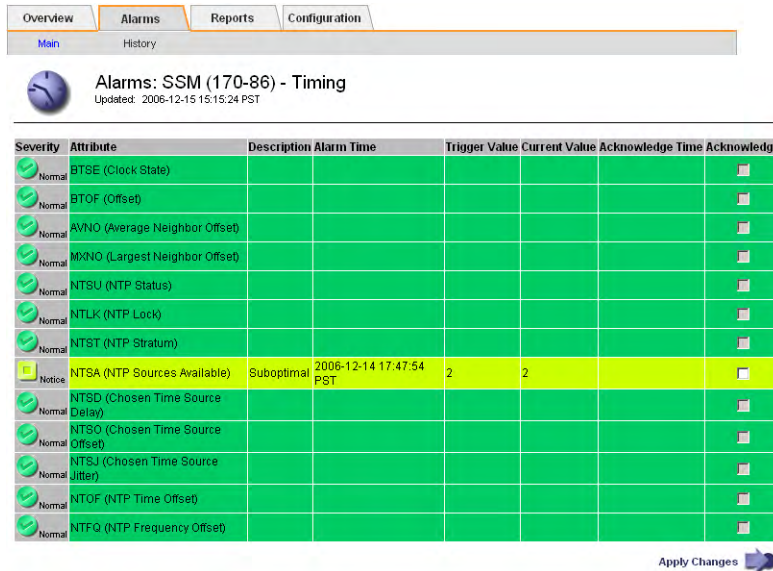 Overview Alarms Reports Configuration
Main History
Alarms: SSM (170-86) - Timing
Updated: 2006-12-15 15:15:24 PST
Severity Attribute Description Alarm Time Trigger Value Current Value Acknowledge Time Acknowledg
Normal BTSE (Clock State)
Normal BTOF (Offset)
Normal AVNO (Average Neighbor Offset)
Normal MXNO (Largest Neighbor Offset)
Normal NTSU (NTP Status)
Normal NTLK (NTP Lock)
Normal NTST (NTP Stratum)
Notice NTSA (NTP Sources Available) Suboptimal 2006-12-14 17:47:54 PST 2 2
Normal NTSD (Chosen Time Source Delay)
Normal NTSO (Chosen Time Source Offset)
Normal NTSJ (Chosen Time Source Jitter)
Normal NTOF (NTP Time Offset)
Normal NTFQ (NTP Frequency Offset)
Apply Changes